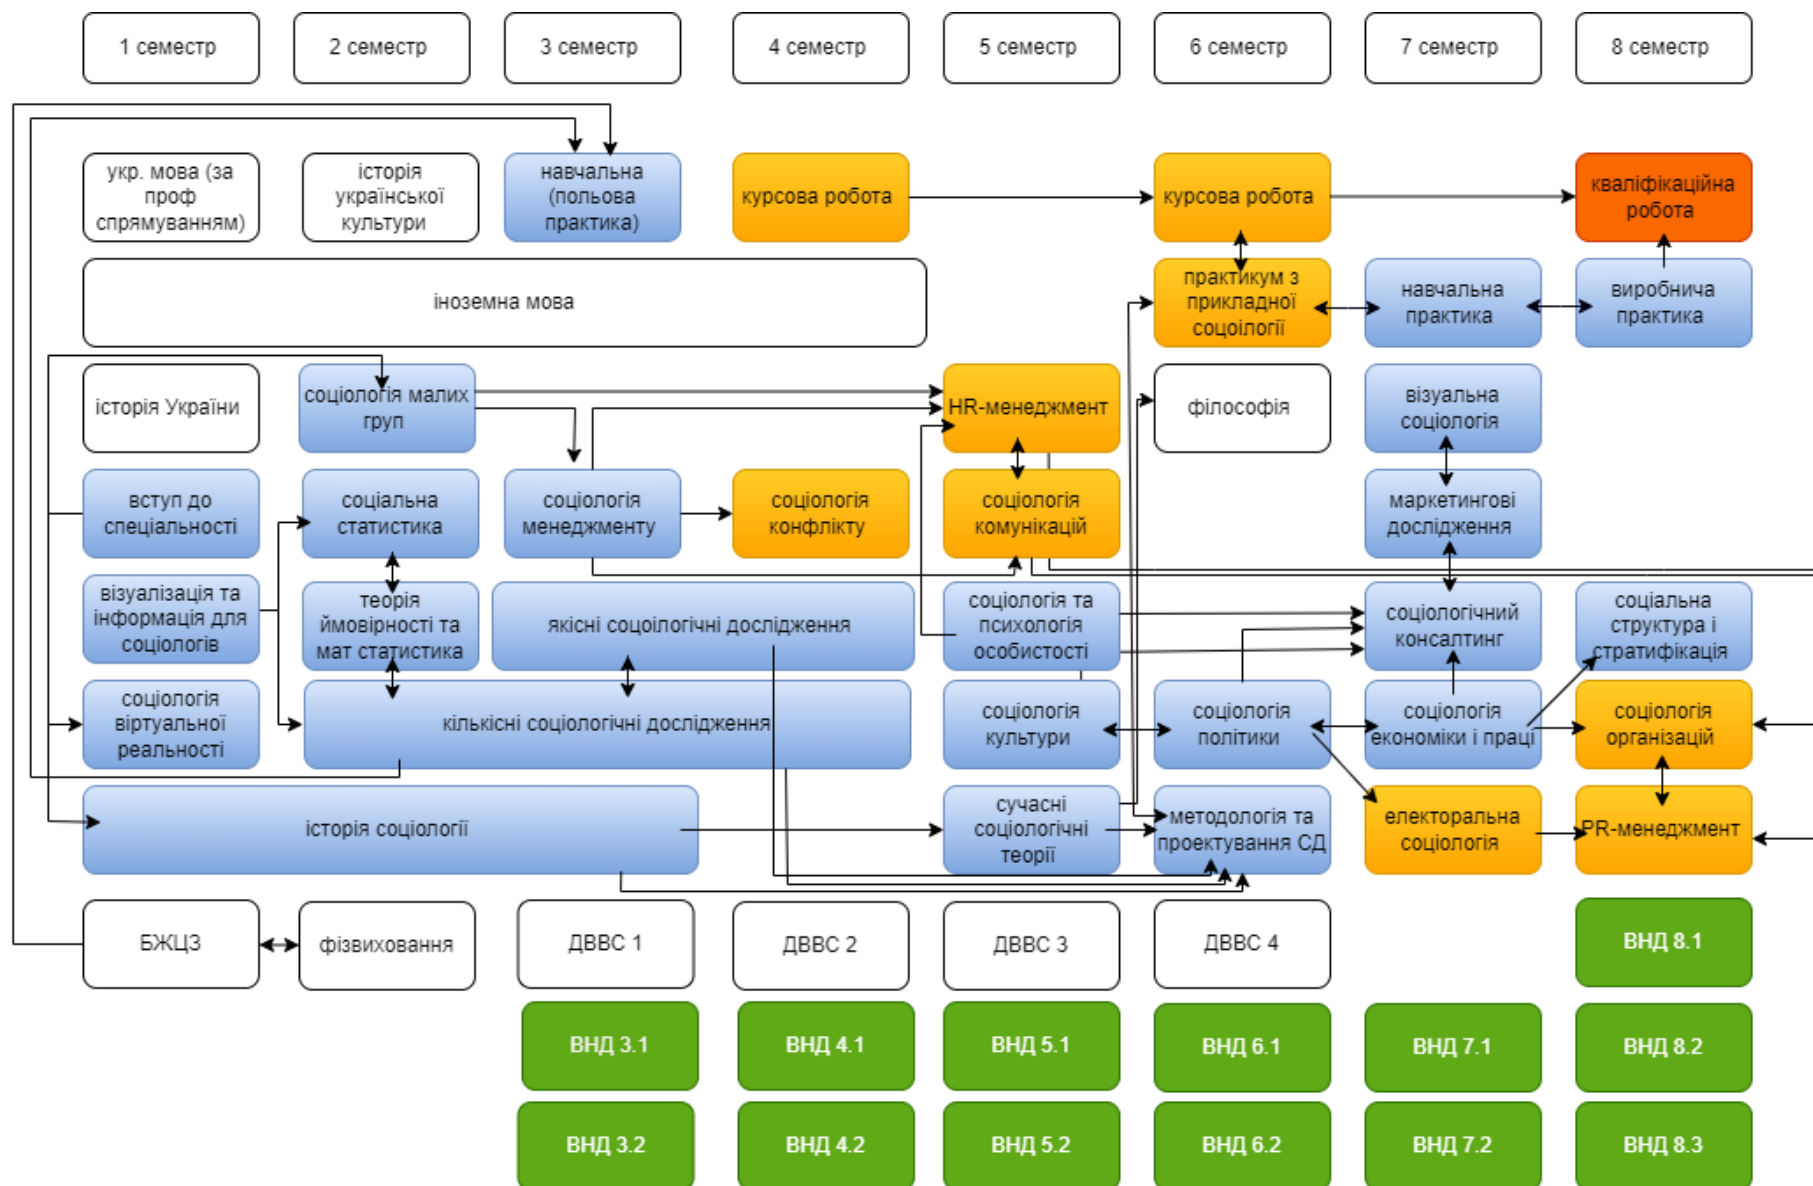 1 семестр
2 семестр
3 семестр
4 семестр
5 семестр
6 семестр
7 семестр
8 семестр
укр. мова (за
проф
спрямуванням)
історія
української
культури
навчальна
(польова
практика)
курсова робота
курсова робота
кваліфікаційна
робота
іноземна мова
практикум з
прикладної
соцоілогії
навчальна
практика
виробнича
практика
історія України
соціологія малих
груп
HR-менеджмент
філософія
візуальна
соціологія
вступ до
спеціальності
соціальна
статистика
соціологія
менеджменту
соціологія
конфлікту
соціологія
комунікацій
маркетингові
дослідження
візуалізація та
інформація для
соціологів
теорія
ймовірності та
мат статистика
якісні соцоілогічні дослідження
соціологія та
психологія
особистості
соціологічний
консалтинг
соціальна
структура і
стратифікація
соціологія
віртуальної
реальності
кількісні соціологічні дослідження
соціологія
культури
соціологія
політики
соціологія
економіки і праці
соціологія
організацій
історія соціології
сучасні
соціологічні
теорії
методологія та
проектування СД
електоральна
соціологія
PR-менеджмент
БЖЦЗ
фізвиховання
ДВВС 1
ДВВС 2
ДВВС 3
ДВВС 4
ВНД 8.1
ВНД 3.1
ВНД 4.1
ВНД 5.1
ВНД 6.1
ВНД 7.1
ВНД 8.2
ВНД 3.2
ВНД 4.2
ВНД 5.2
ВНД 6.2
ВНД 7.2
ВНД 8.3